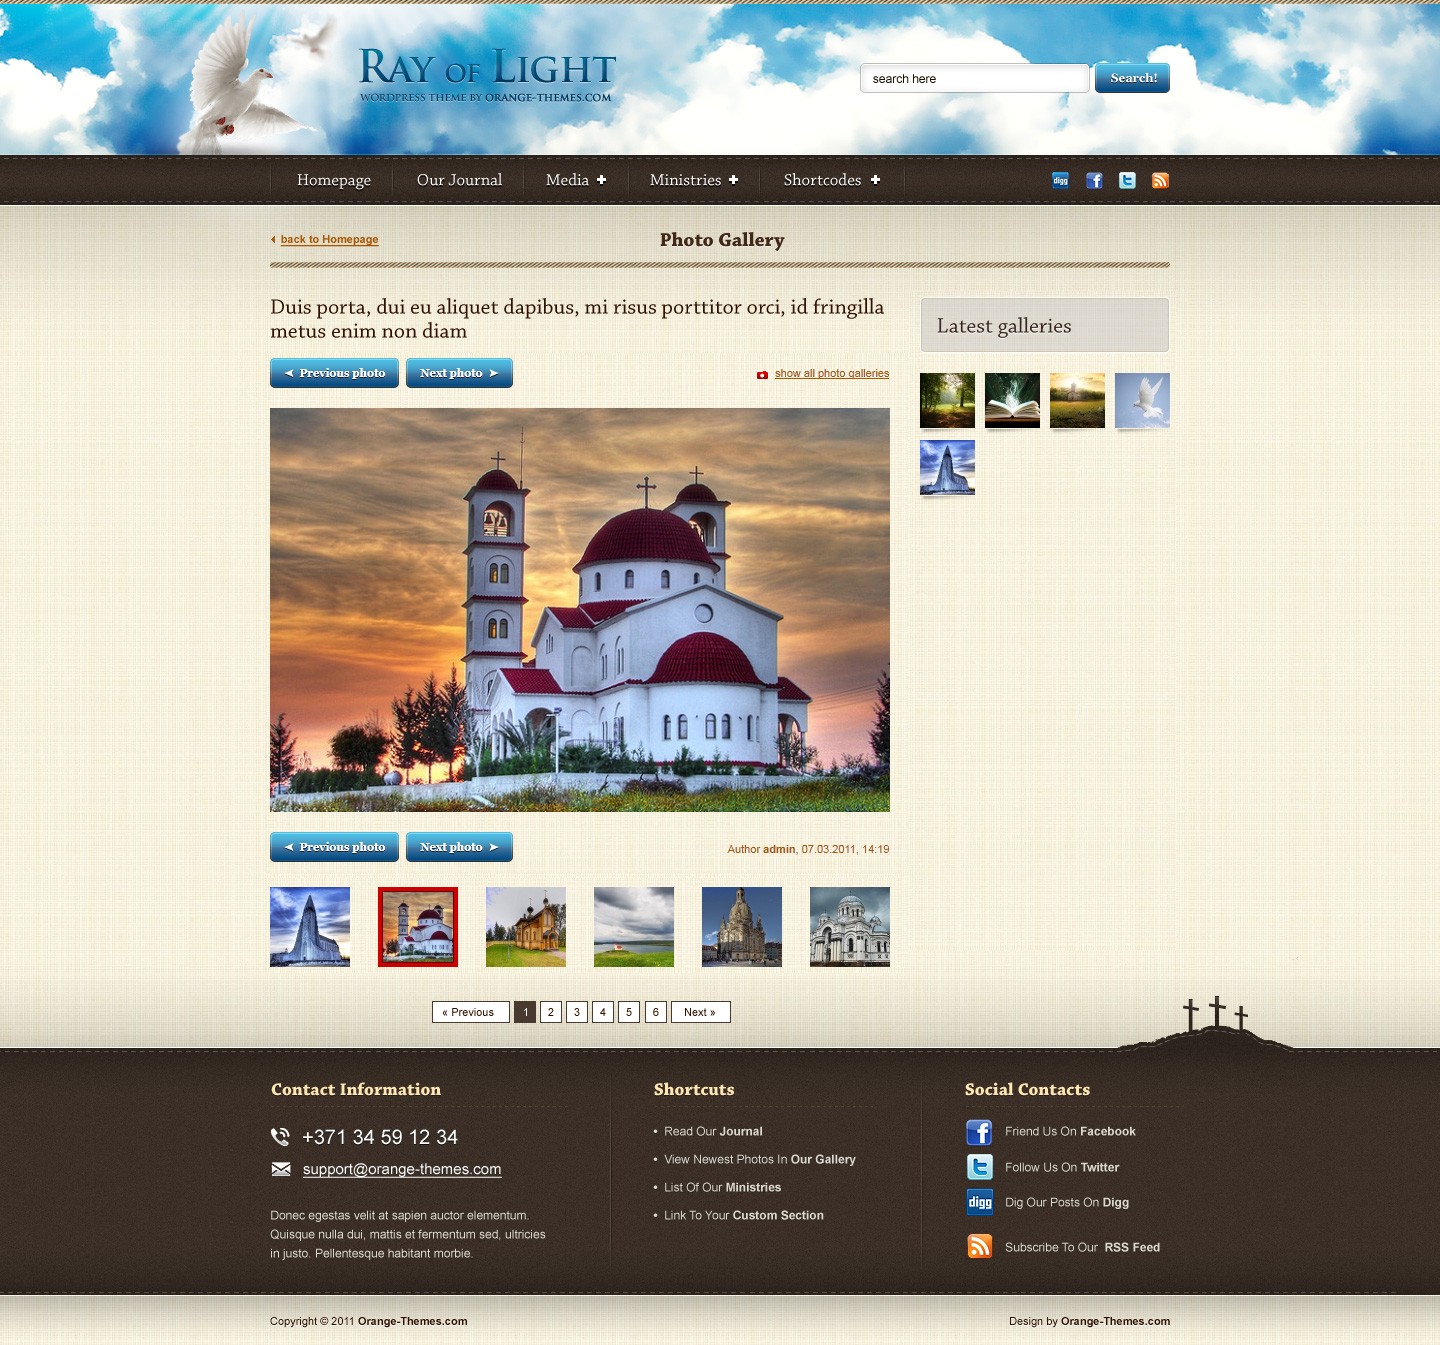 RAY OF LIGHT
WORDPRESS THEME BY ORANGE-THEMES.COM
search here
Search!
Homepage
Our Journal
Media
Ministries
Shortcodes
digg
back to Homepage
Photo Gallery
Duis porta, dui eu aliquet dapibus, mi risus porttitor orci, id fringilla
metus enim non diam
Previous photo
Next photo
show all photo galleries
Latest galleries
Previous photo
Next photo
Author admin, 07.03.2011, 14:19
« Previous
1
2
3
4
5
6
Next »
Contact Information
+371 34 59 12 34
support@orange-themes.com
Donec egestas velit at sapien auctor elementum.
Quisque nulla dui, mattis et fermentum sed, ultricies
in justo. Pellentesque habitant morbie.
Shortcuts
• Read Our Journal
• View Newest Photos In Our Gallery
• List Of Our Ministries
• Link To Your Custom Section
Social Contacts
Friend Us On Facebook
Follow Us On Twitter
digg
Dig Our Posts On Digg
Subscribe To Our RSS Feed
Copyright © 2011 Orange-Themes.com
Design by Orange-Themes.com